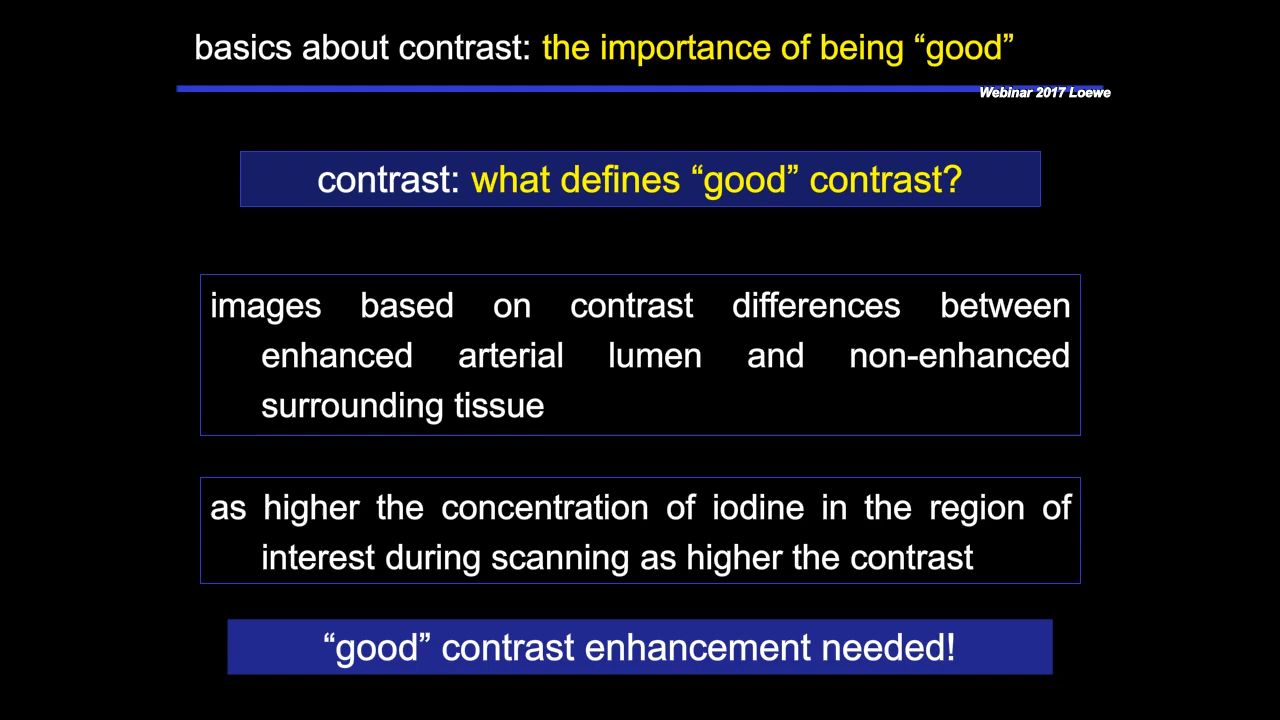 basics about contrast: the importance of being “good”
Webinar 2017 Loewe
contrast: what defines “good” contrast?
images based on contrast differences between
enhanced arterial lumen and non-enhanced
surrounding tissue
as higher the concentration of iodine in the region of
interest during scanning as higher the contrast
“good” contrast enhancement needed!